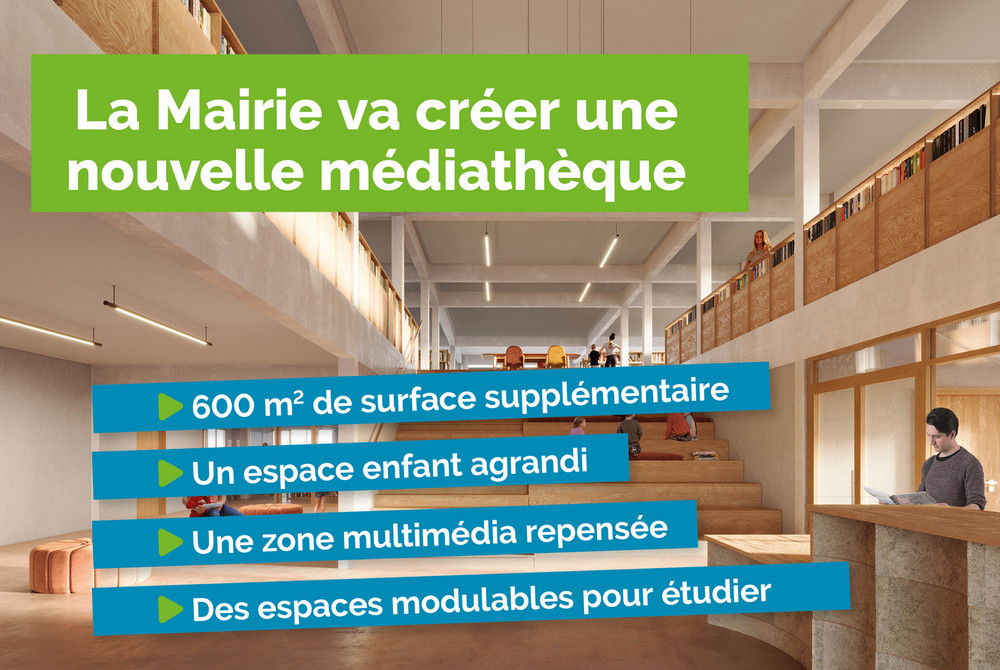 La Mairie va créer une
nouvelle médiathèque
600 m² de surface supplémentaire
Un espace enfant agrandi
Une zone multimédia repensée
Des espaces modulables pour étudier